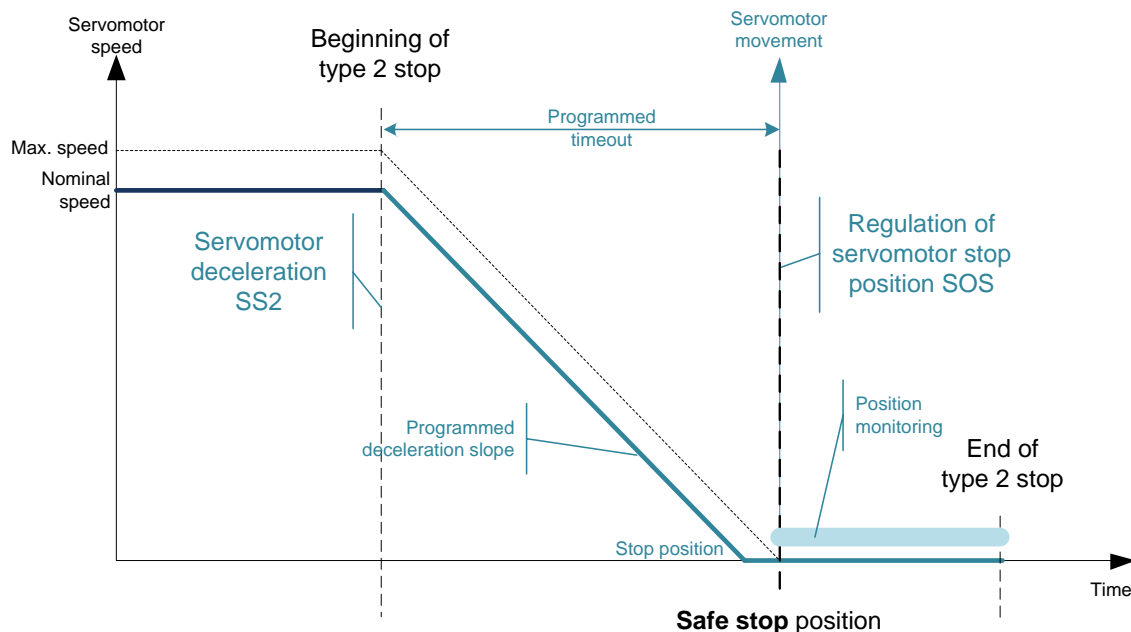 Servomotor
speed
Beginning of
type 2 stop
Servomotor
movement
Programmed
timeout
Max. speed
Nominal
speed
Servomotor
deceleration
SS2
Regulation of
servomotor stop
position SOS
Programmed
deceleration slope
Position
monitoring
End of
type 2 stop
Stop position
Time
Safe stop position